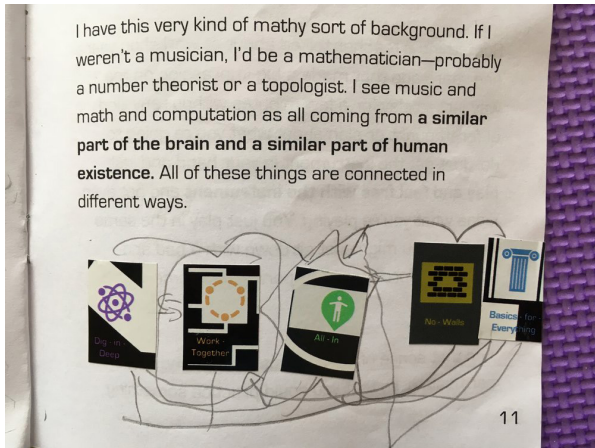 I have this very kind of mathy sort of background. If I
weren't a musician, I'd be a mathematician—probably
a number theorist or a topologist. I see music and
math and computation as all coming from a similar
part of the brain and a similar part of human
existence. All of these things are connected in
different ways.
Dig - in -
Deep
Work -
Together
All - In
No - Walls
Basics - for -
Everything
11